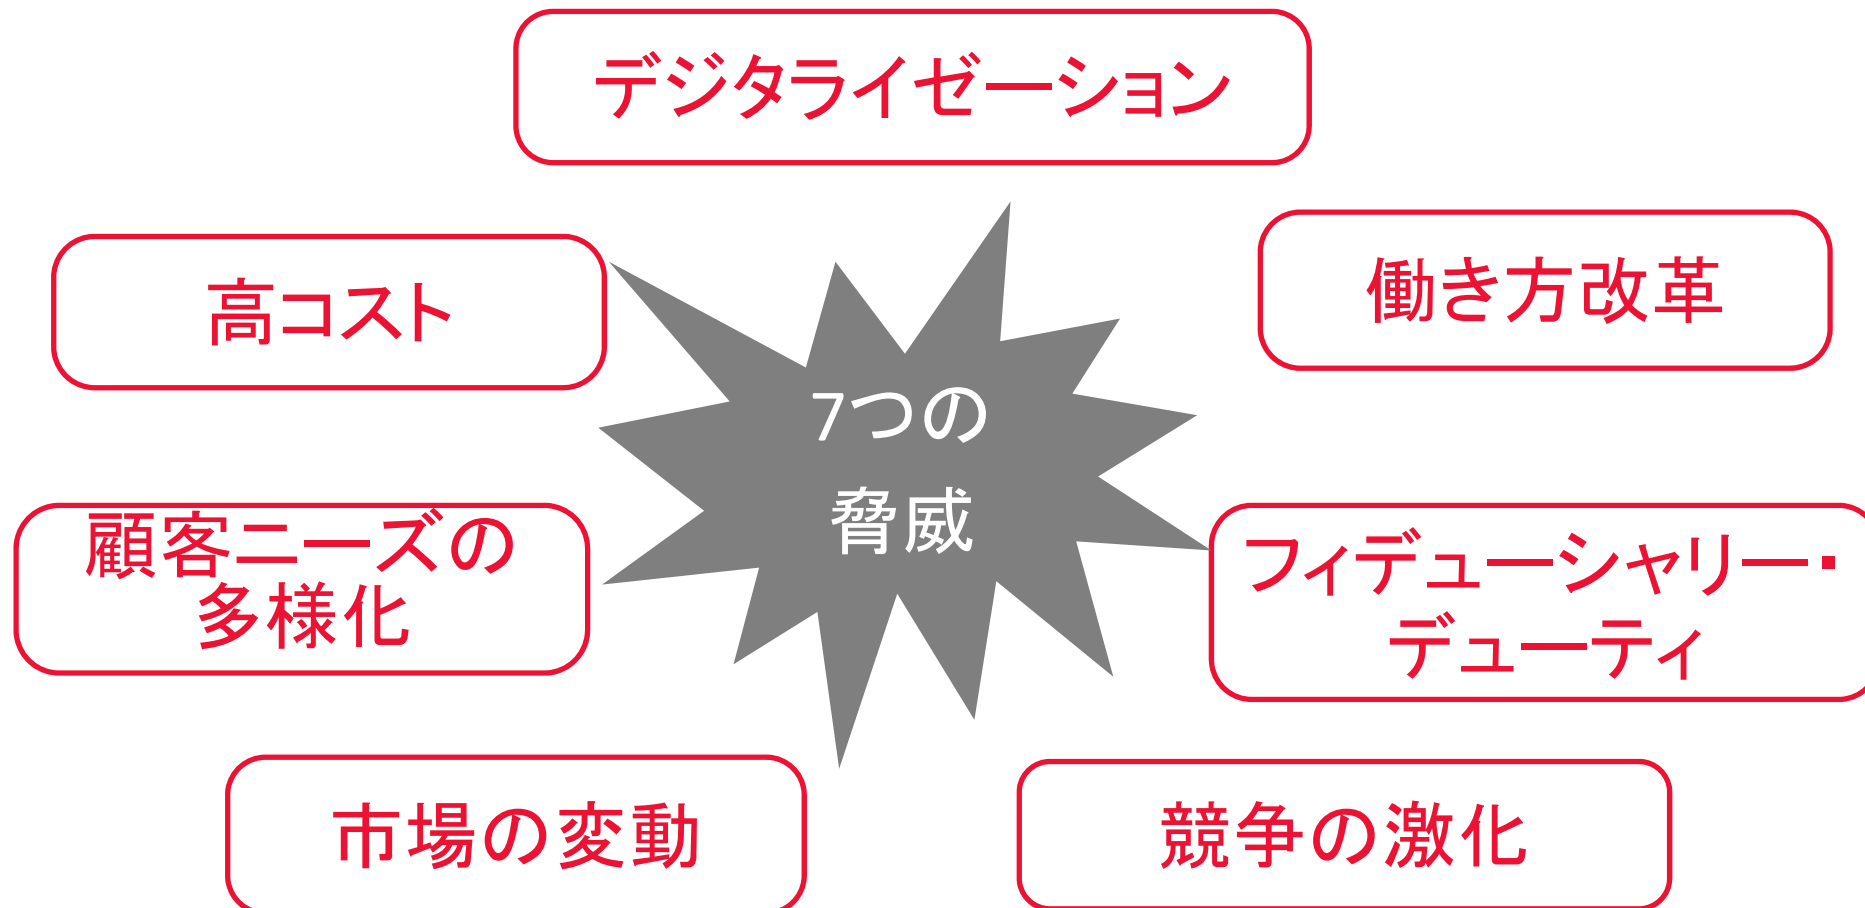 デジタライゼーション
高コスト
働き方改革
7つの
脅威
顧客ニーズの
多様化
フィデューシャリー・
デューティ
市場の変動
競争の激化